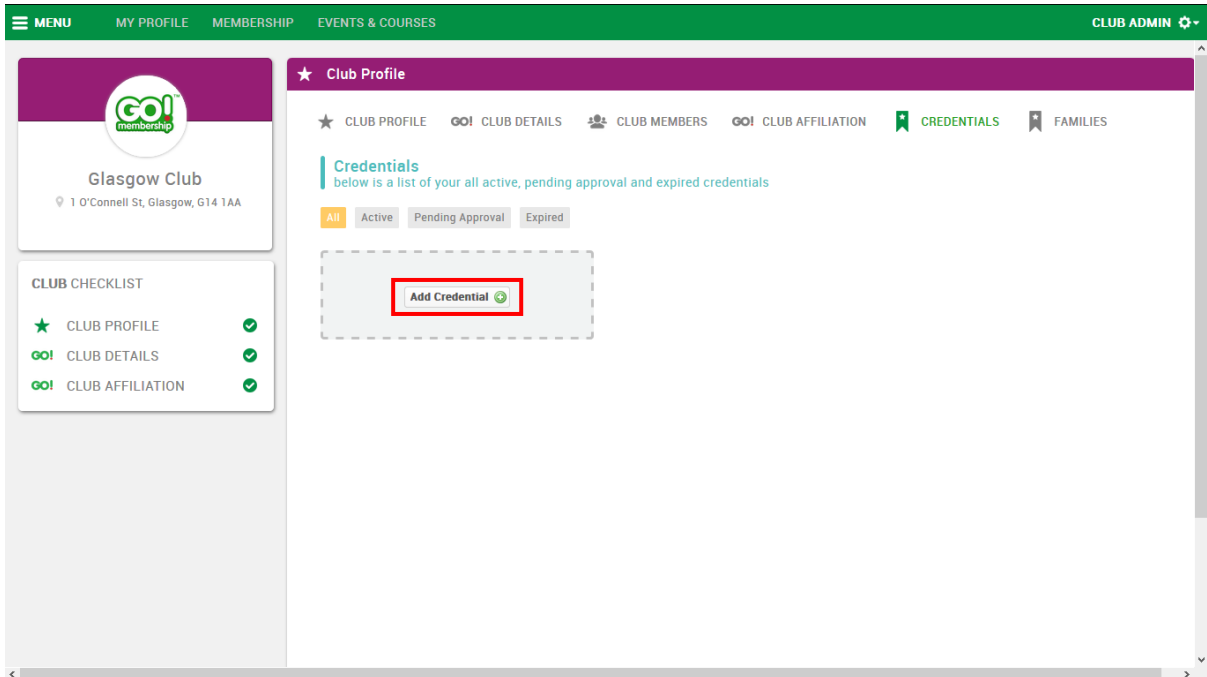 MENU MY PROFILE MEMBERSHIP EVENTS & COURSES CLUB ADMIN
GO!™
membership
Glasgow Club
1 O'Connell St, Glasgow, G14 1AA
CLUB CHECKLIST
CLUB PROFILE
GO! CLUB DETAILS
GO! CLUB AFFILIATION
Club Profile
CLUB PROFILE GO! CLUB DETAILS CLUB MEMBERS GO! CLUB AFFILIATION CREDENTIALS FAMILIES
Credentials
below is a list of your all active, pending approval and expired credentials
All Active Pending Approval Expired
Add Credential